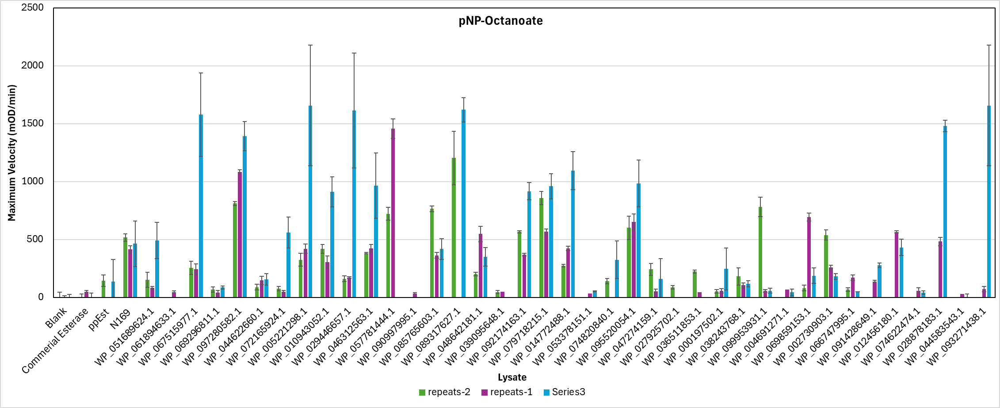 pNP-Octanoate
Maximum Velocity (mOD/min)
2500
2000
1500
1000
500
0
Blank
Commerial Esterase
ppEst
N169
WP_051689624.1
WP_061894633.1
WP_067515977.1
WP_069296811.1
WP_097280582.1
WP_044622660.1
WP_072165924.1
WP_005221298.1
WP_010943052.1
WP_029446657.1
WP_046312563.1
WP_057781444.1
WP_090997995.1
WP_085765603.1
WP_089317627.1
WP_048642181.1
WP_039095648.1
WP_092174163.1
WP_079718215.1
WP_014772488.1
WP_053378151.1
WP_074820840.1
WP_095520054.1
WP_047274159.1
WP_027925702.1
WP_036511853.1
WP_000197502.1
WP_038243768.1
WP_099953931.1
WP_004691271.1
WP_069859153.1
WP_002730903.1
WP_066747995.1
WP_091428649.1
WP_012456180.1
WP_074622474.1
WP_028878183.1
WP_044583543.1
WP_093271438.1
Lysate
repeats-2
repeats-1
Series3